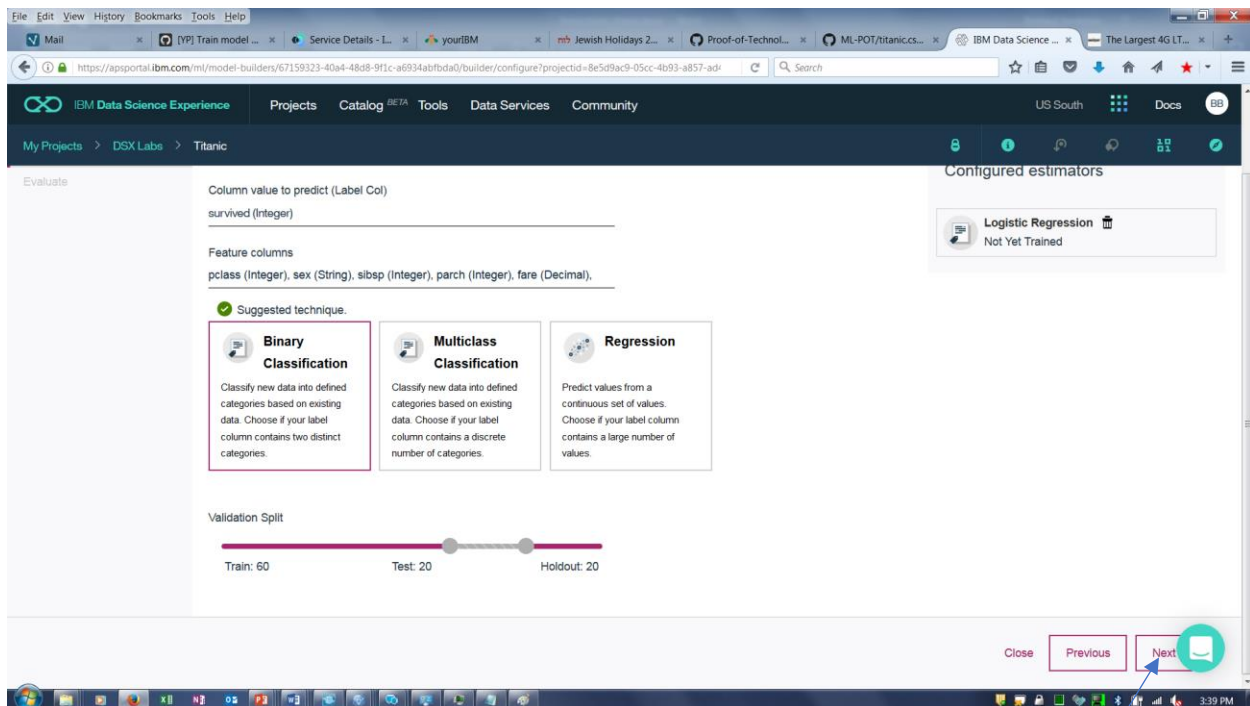 File Edit View History Bookmarks Tools Help
Mail × [YP] Train model ... × Service Details - I... × yourIBM × Jewish Holidays 2... × Proof-of-Technol... × ML-POT/titanic.cs... × IBM Data Science ... × The Largest 4G LT... × +
https://apsportal.ibm.com/ml/model-builders/67159323-40a4-48d8-9f1c-a6934abfbda0/builder/configure?projectid=8e5d9ac9-05cc-4b93-a857-ad Search
IBM Data Science Experience Projects Catalog BETA Tools Data Services Community US South Docs BB
My Projects > DSX Labs > Titanic
Evaluate
Column value to predict (Label Col)
survived (Integer)
Feature columns
pclass (Integer), sex (String), sibsp (Integer), parch (Integer), fare (Decimal),
Suggested technique.
Binary
Classification
Classify new data into defined
categories based on existing
data. Choose if your label
column contains two distinct
categories.
Multiclass
Classification
Classify new data into defined
categories based on existing
data. Choose if your label
column contains a discrete
number of categories.
Regression
Predict values from a
continuous set of values.
Choose if your label column
contains a large number of
values.
Configured estimators
Logistic Regression
Not Yet Trained
Validation Split
Train: 60 Test: 20 Holdout: 20
Close Previous Next
3:39 PM